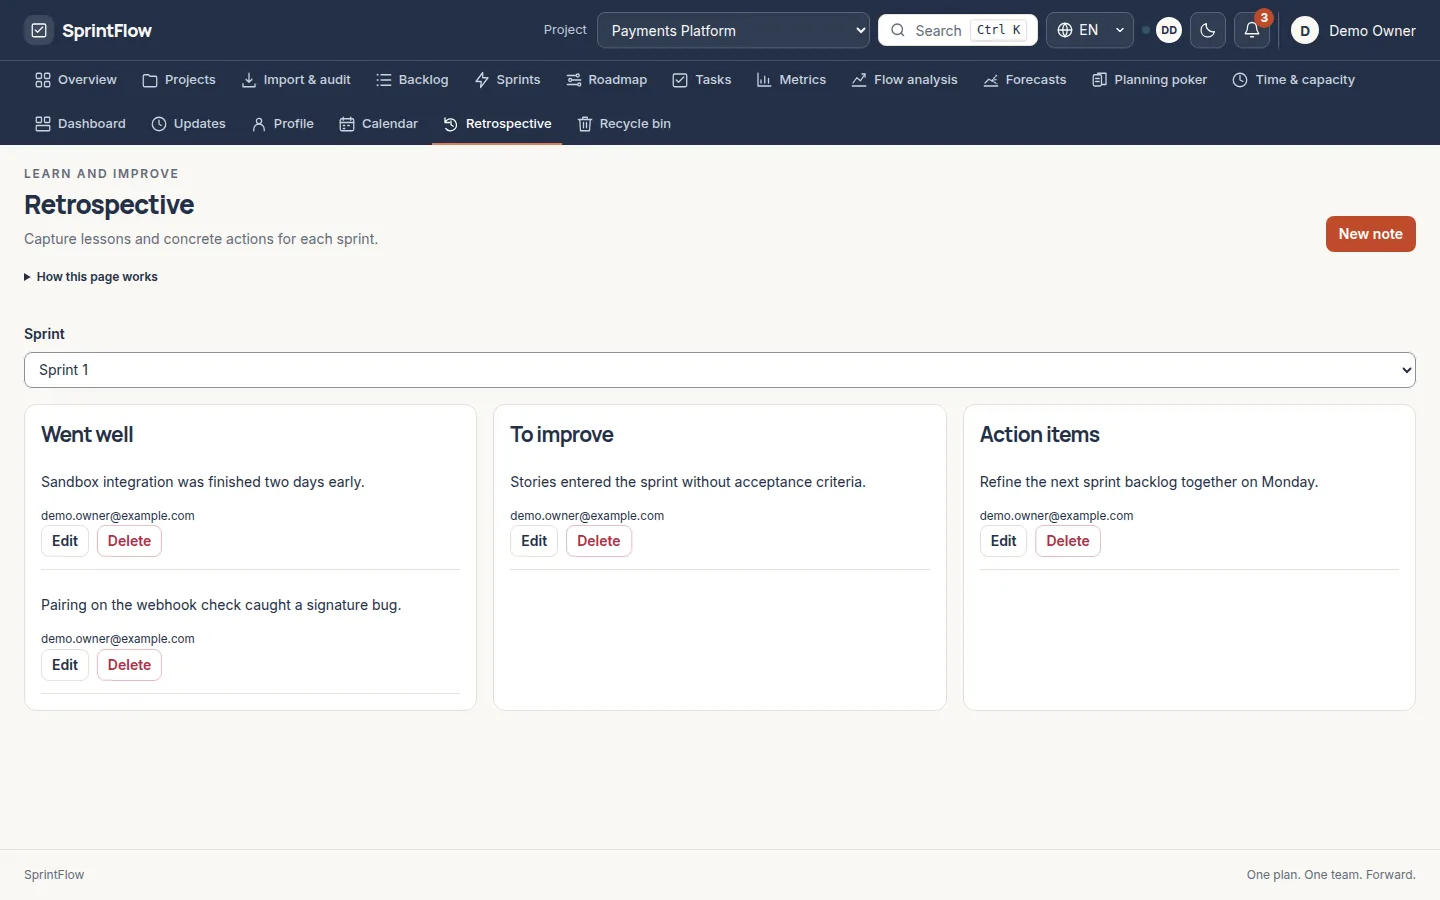 SprintFlow
Project
Payments Platform
Search Ctrl K
EN
DD
3
D
Demo Owner
Overview
Projects
Import & audit
Backlog
Sprints
Roadmap
Tasks
Metrics
Flow analysis
Forecasts
Planning poker
Time & capacity
Dashboard
Updates
Profile
Calendar
Retrospective
Recycle bin
LEARN AND IMPROVE
Retrospective
Capture lessons and concrete actions for each sprint.
New note
How this page works
Sprint
Sprint 1
Went well
Sandbox integration was finished two days early.
demo.owner@example.com
Edit Delete
Pairing on the webhook check caught a signature bug.
demo.owner@example.com
Edit Delete
To improve
Stories entered the sprint without acceptance criteria.
demo.owner@example.com
Edit Delete
Action items
Refine the next sprint backlog together on Monday.
demo.owner@example.com
Edit Delete
SprintFlow
One plan. One team. Forward.